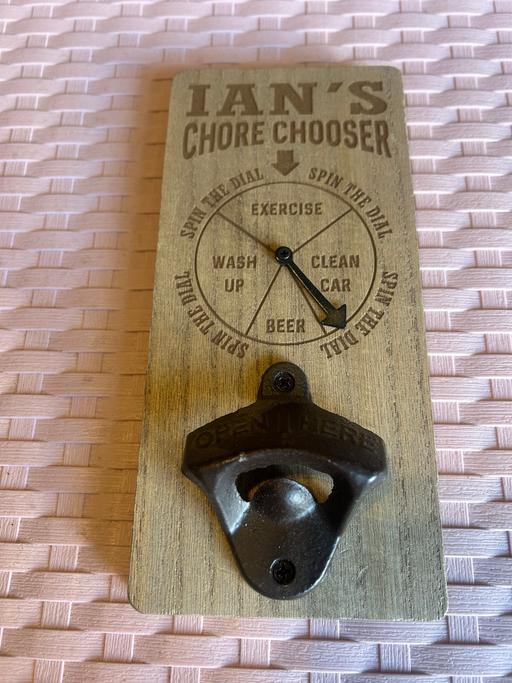 IAN'S
CHORE CHOOSER
SPIN THE DIAL
SPIN THE DIAL
EXERCISE
WASH UP
CLEAN CAR
BEER
SPIN THE DIAL
SPIN THE DIAL
OPEN HERE